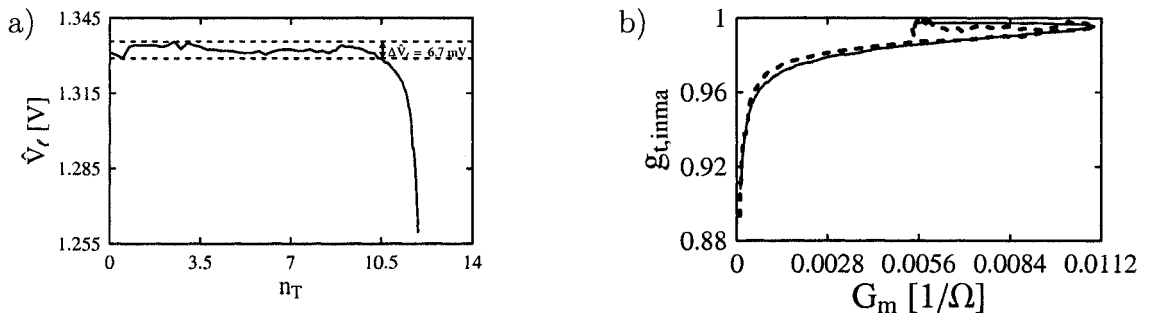 a)
1.345
1.315
1.285
1.255
V̂ℓ [V]
ΔV̂ℓ = 6.7 mV
0 3.5 7 10.5 14
nT
b)
1
0.96
0.92
0.88
gt,inma
0 0.0028 0.0056 0.0084 0.0112
Gm [1/Ω]